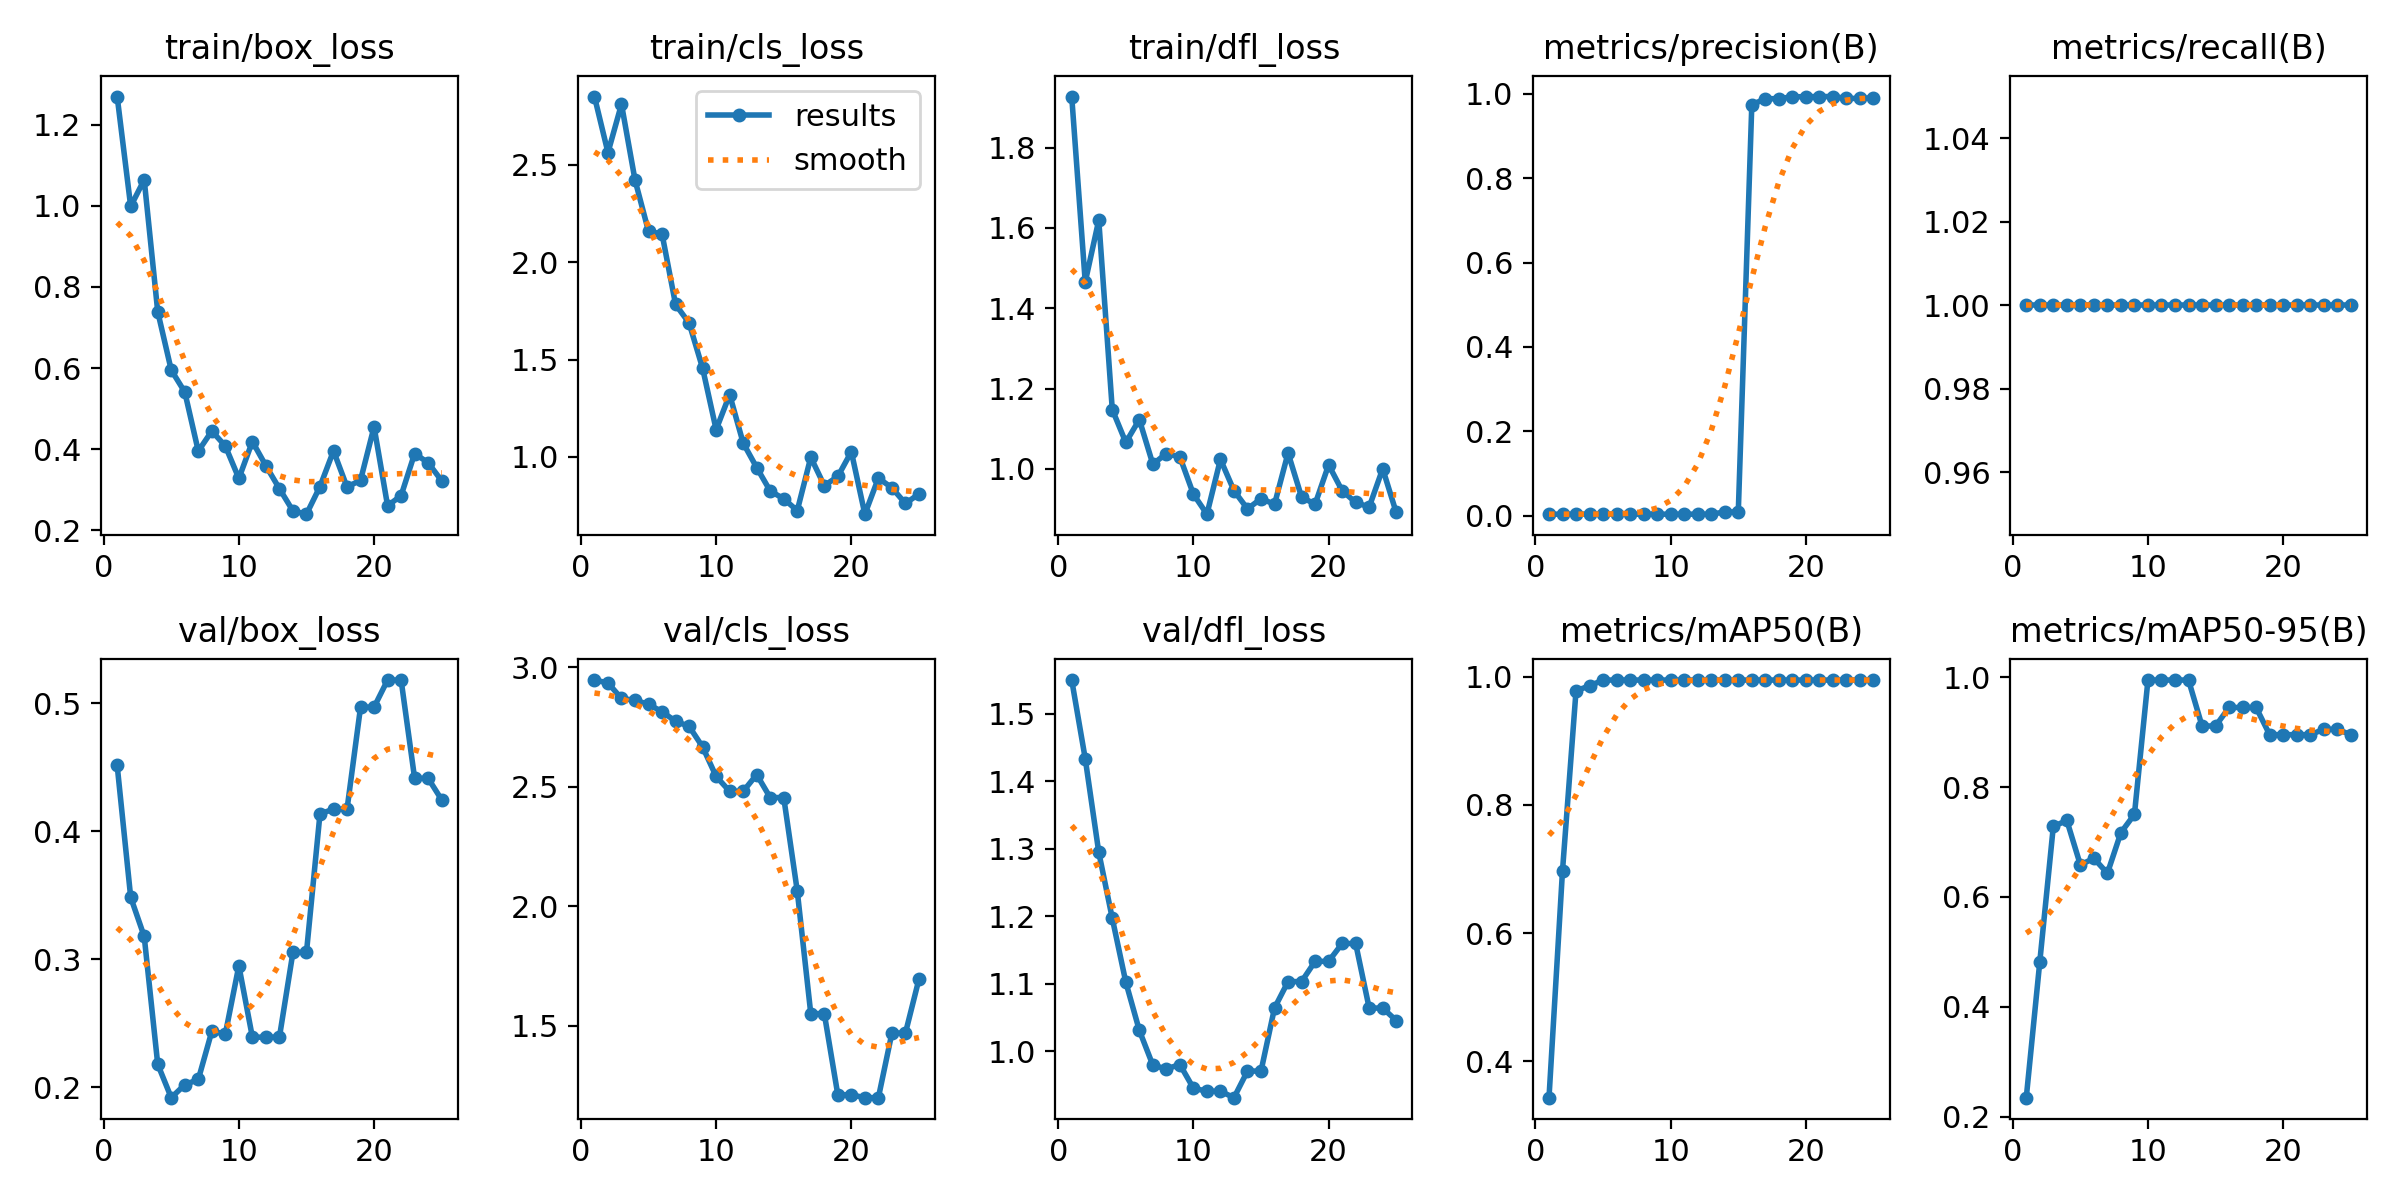 train/box_loss
train/cls_loss
train/dfl_loss
metrics/precision(B)
metrics/recall(B)
1.2
1.0
0.8
0.6
0.4
0.2
0 10 20
results
smooth
2.5
2.0
1.5
1.0
0 10 20
1.8
1.6
1.4
1.2
1.0
0 10 20
1.0
0.8
0.6
0.4
0.2
0.0
0 10 20
1.04
1.02
1.00
0.98
0.96
0 10 20
val/box_loss
val/cls_loss
val/dfl_loss
metrics/mAP50(B)
metrics/mAP50-95(B)
0.5
0.4
0.3
0.2
0 10 20
3.0
2.5
2.0
1.5
0 10 20
1.5
1.4
1.3
1.2
1.1
1.0
0 10 20
1.0
0.8
0.6
0.4
0 10 20
1.0
0.8
0.6
0.4
0.2
0 10 20